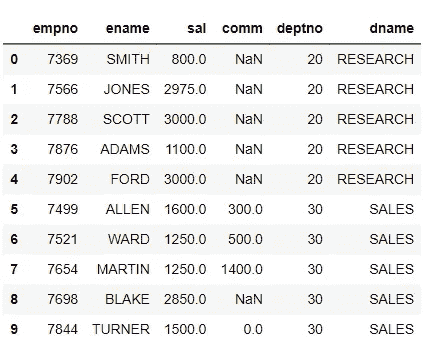 empno ename sal comm deptno dname
0 7369 SMITH 800.0 NaN 20 RESEARCH
1 7566 JONES 2975.0 NaN 20 RESEARCH
2 7788 SCOTT 3000.0 NaN 20 RESEARCH
3 7876 ADAMS 1100.0 NaN 20 RESEARCH
4 7902 FORD 3000.0 NaN 20 RESEARCH
5 7499 ALLEN 1600.0 300.0 30 SALES
6 7521 WARD 1250.0 500.0 30 SALES
7 7654 MARTIN 1250.0 1400.0 30 SALES
8 7698 BLAKE 2850.0 NaN 30 SALES
9 7844 TURNER 1500.0 0.0 30 SALES